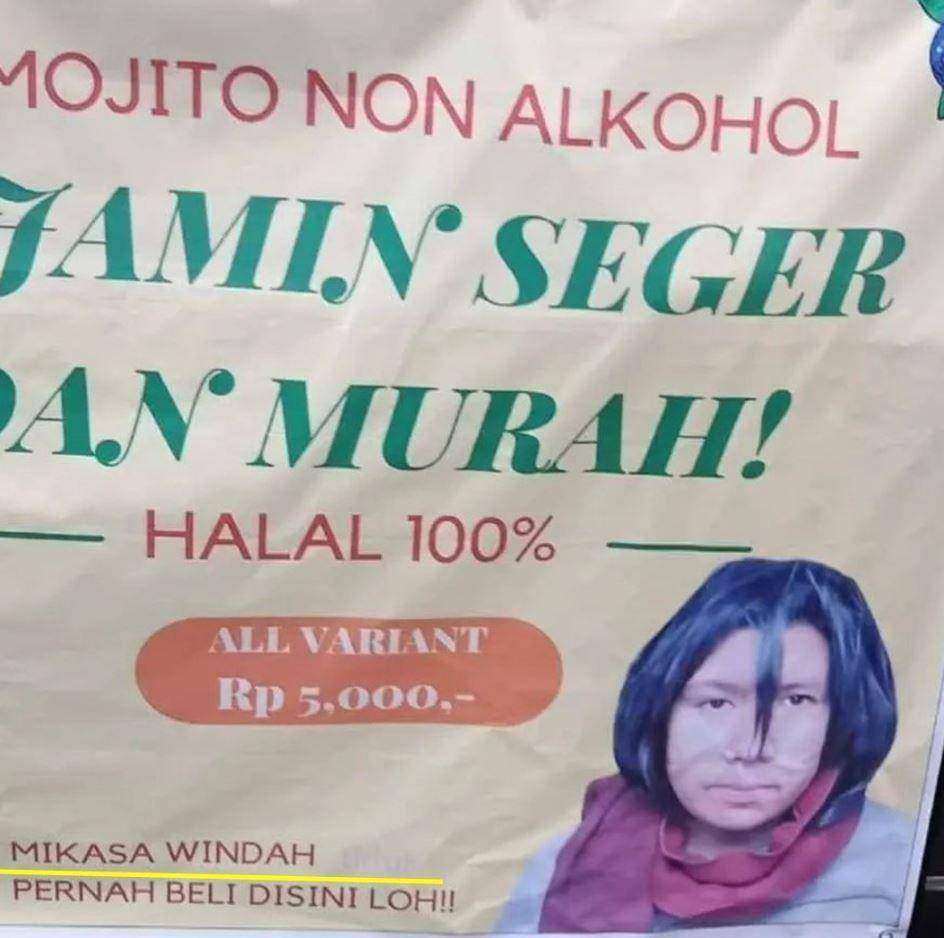 MOJITO NON ALKOHOL
JAMIN SEGER
DAN MURAH!
HALAL 100%
ALL VARIANT
Rp 5,000,-
MIKASA WINDAH
PERNAH BELI DISINI LOH!!